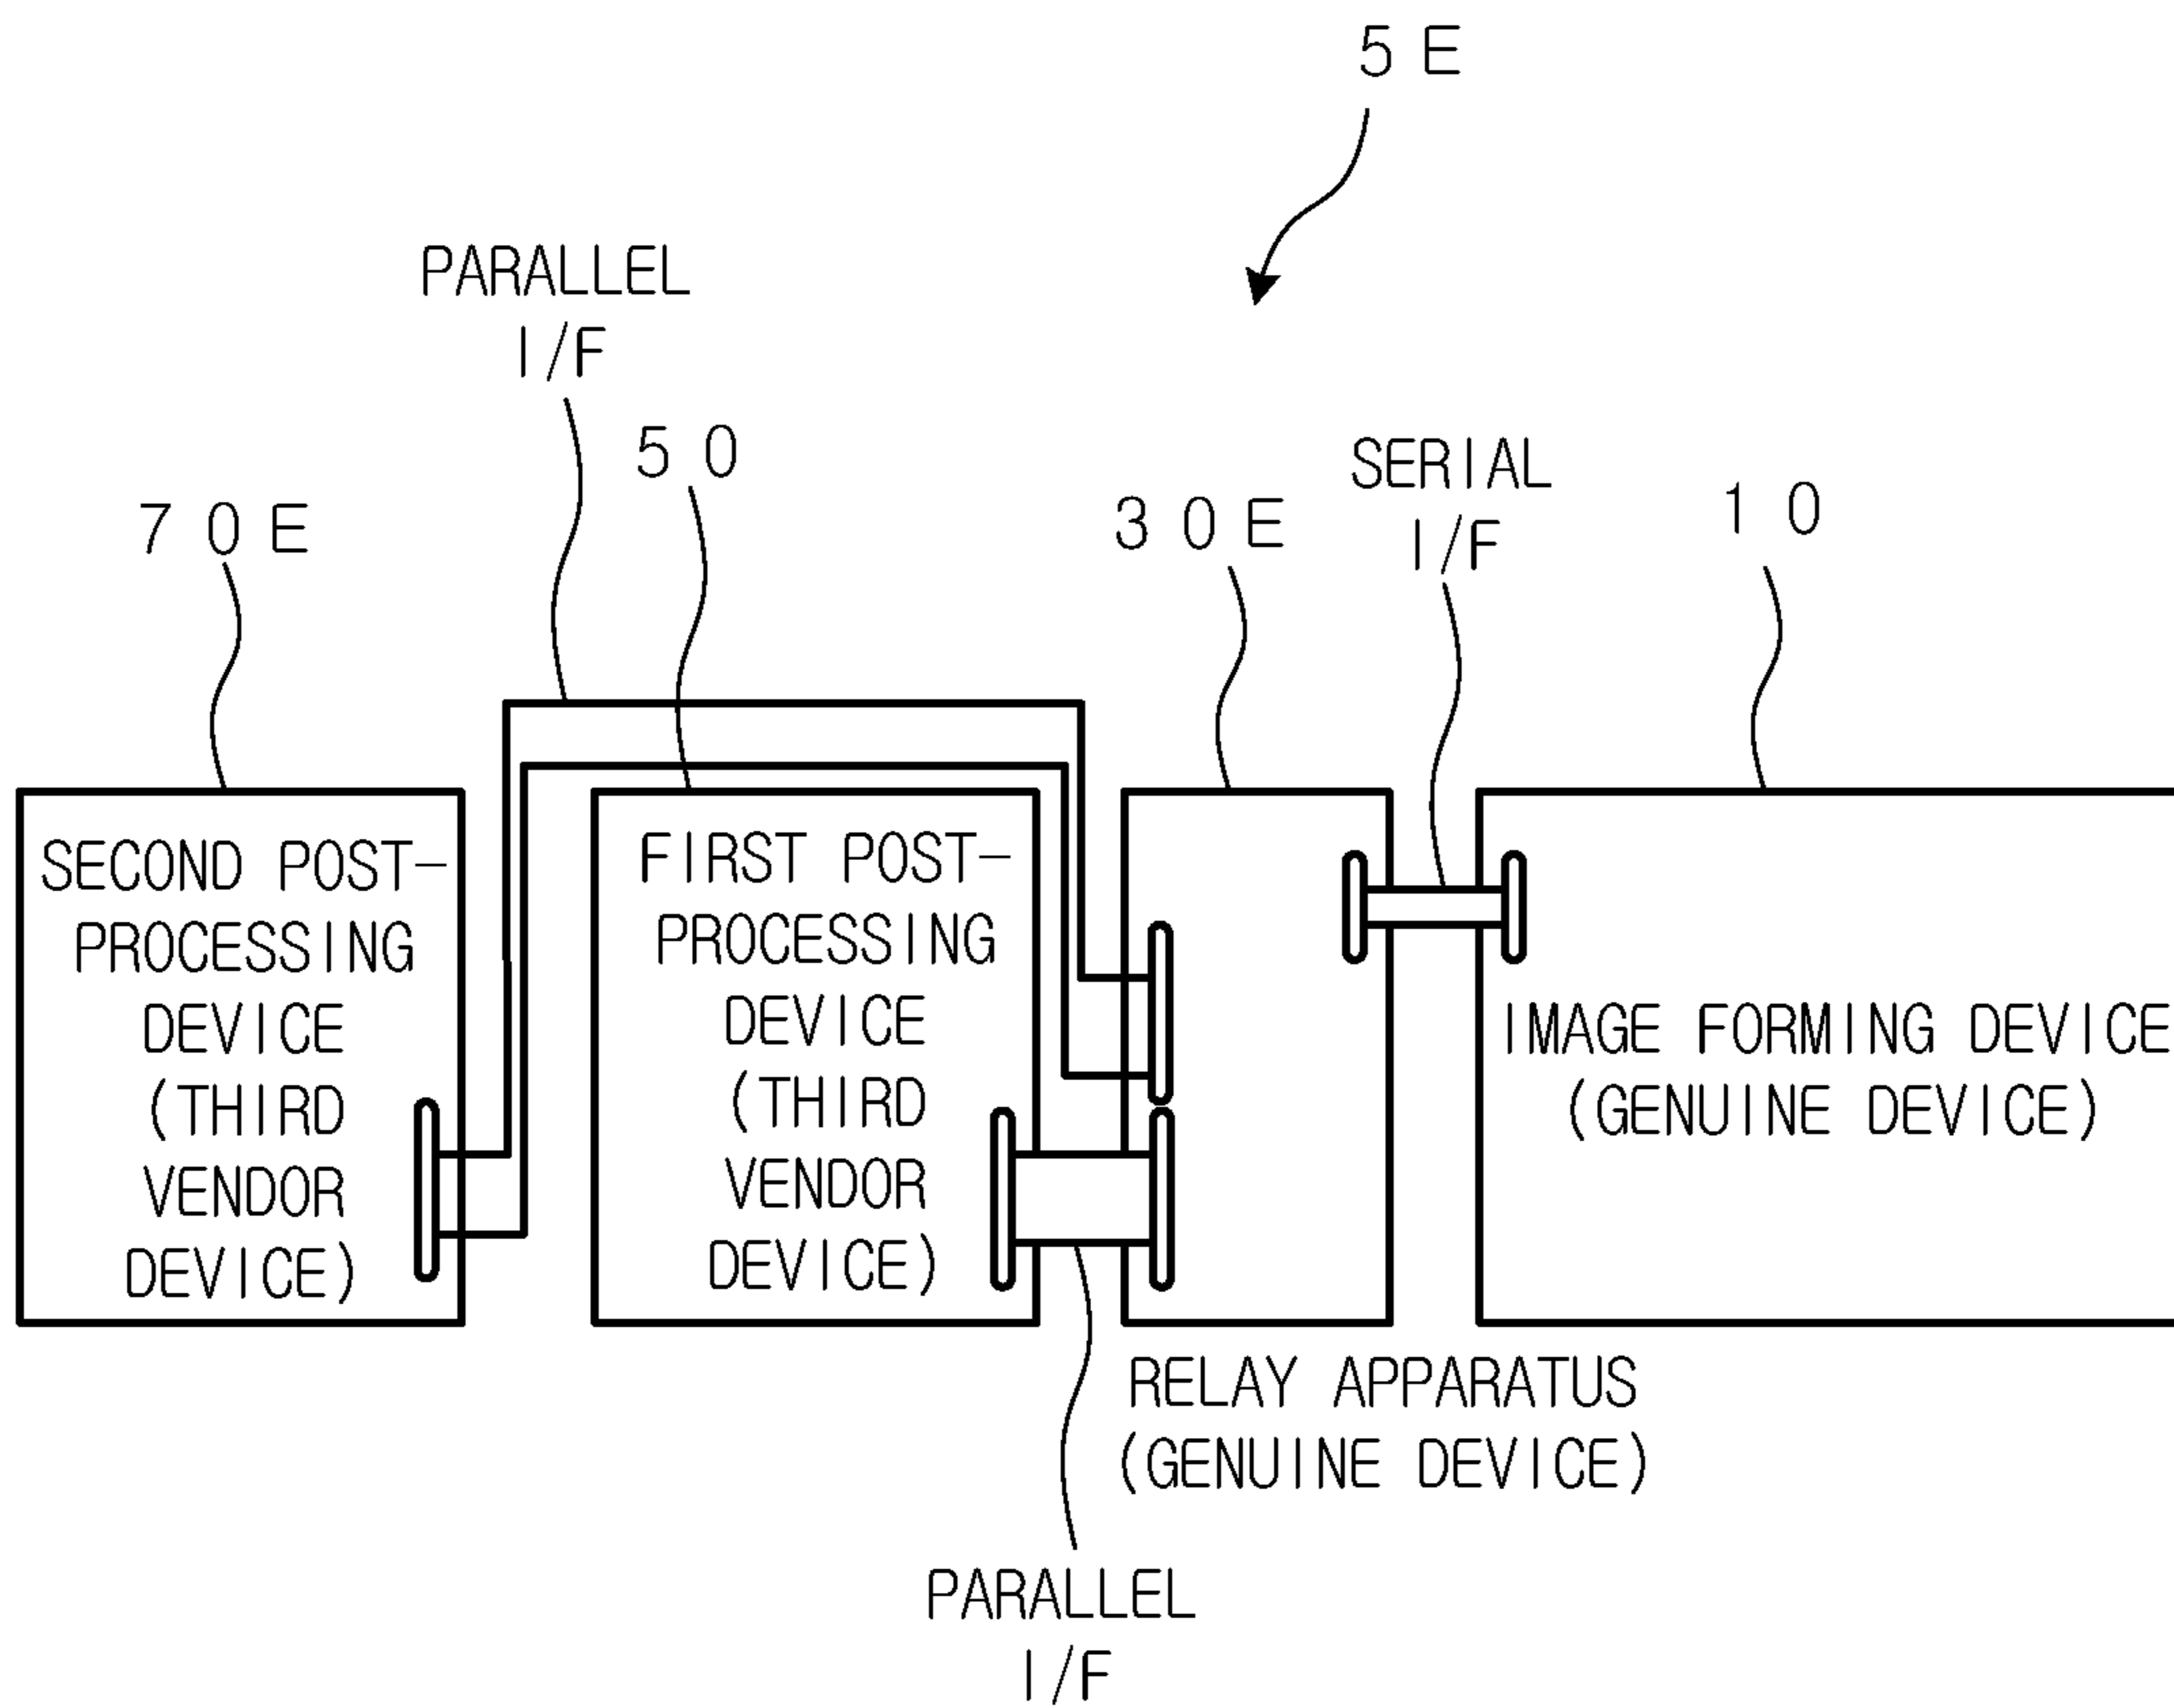 5E
PARALLEL
I/F
50
SERIAL
I/F
70E
30E
10
SECOND POST-
PROCESSING
DEVICE
(THIRD
VENDOR
DEVICE)
FIRST POST-
PROCESSING
DEVICE
(THIRD
VENDOR
DEVICE)
IMAGE FORMING DEVICE
(GENUINE DEVICE)
RELAY APPARATUS
(GENUINE DEVICE)
PARALLEL
I/F